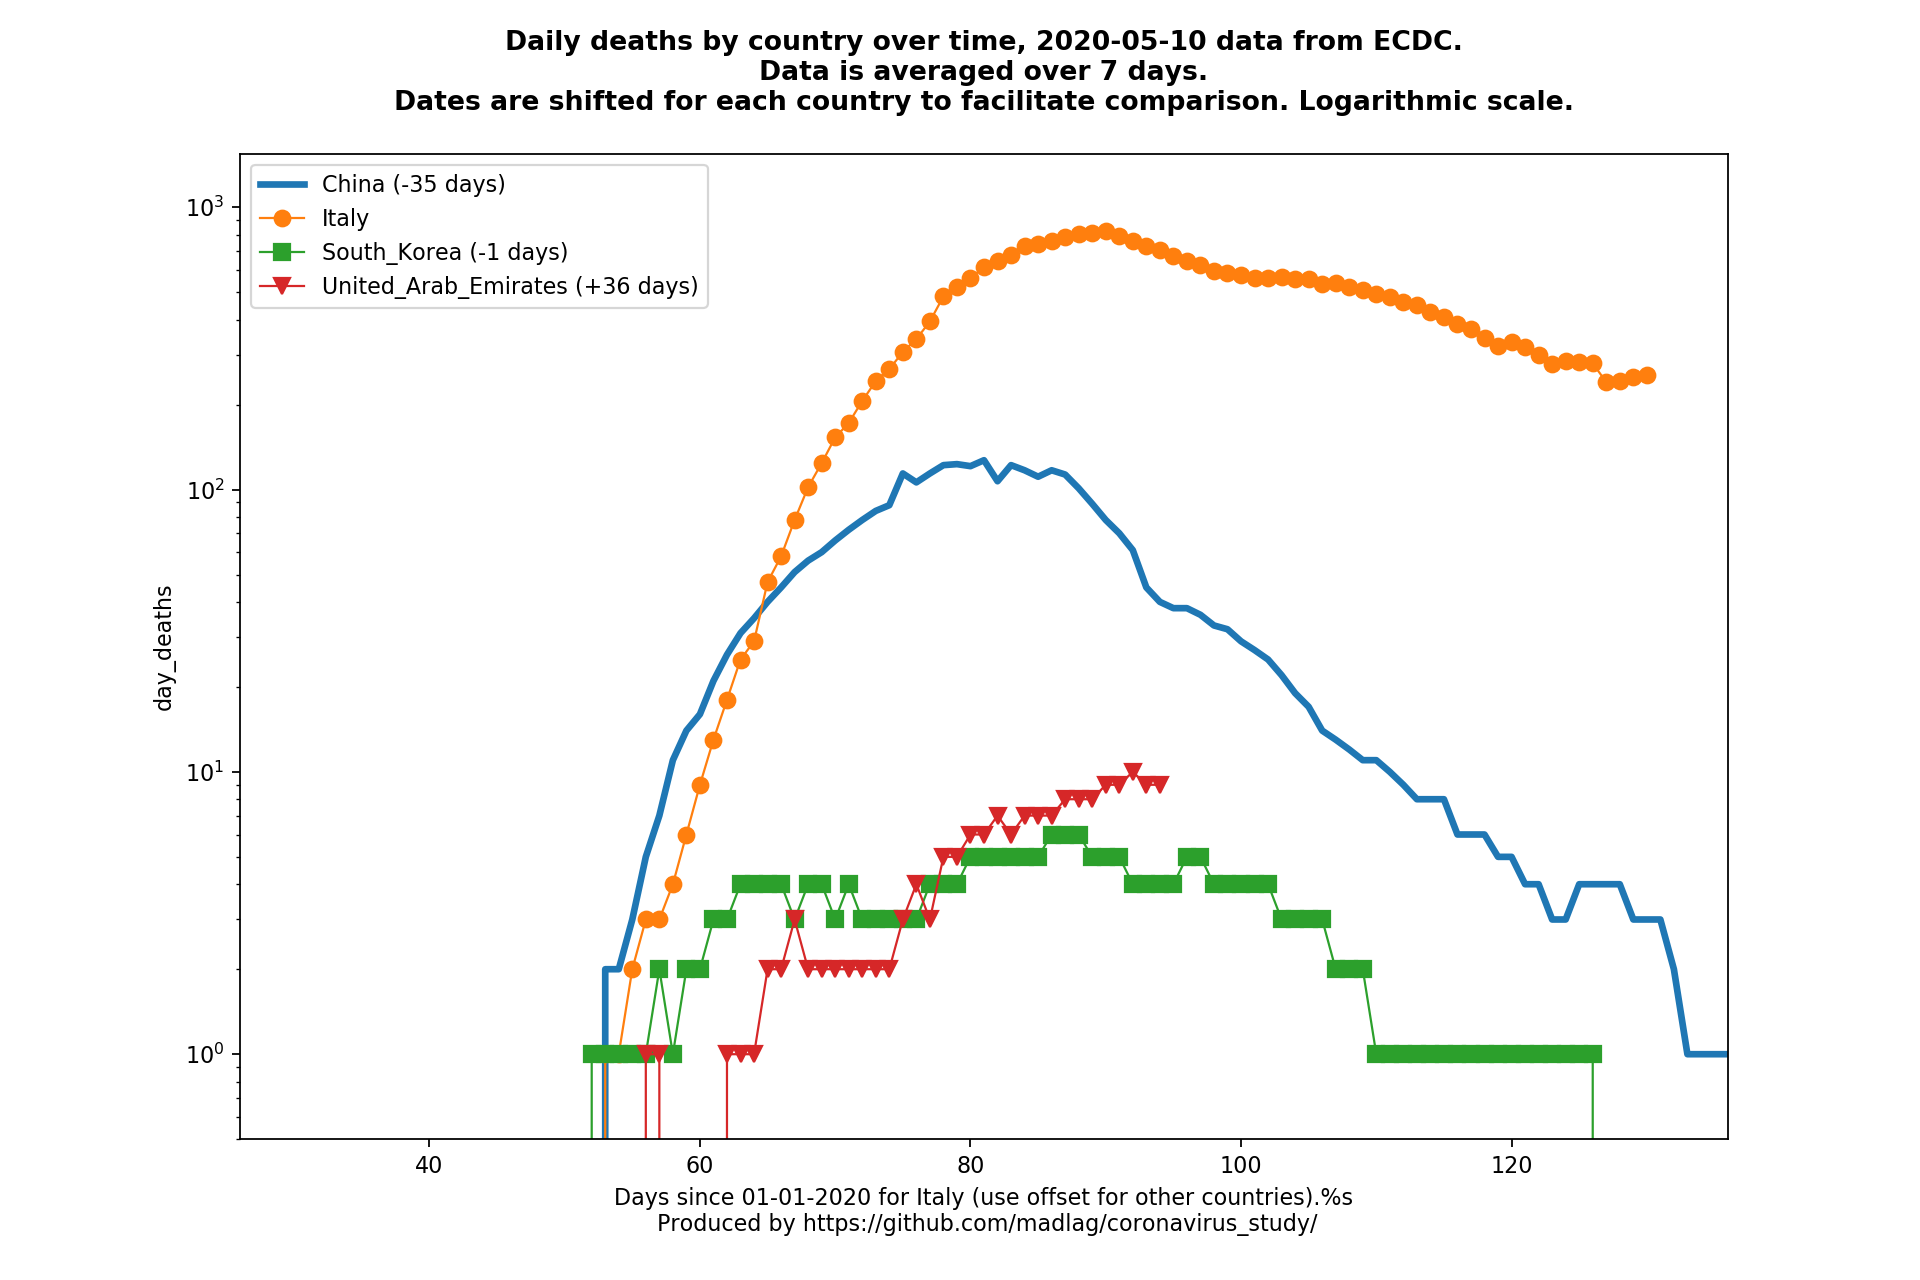 Daily deaths by country over time, 2020-05-10 data from ECDC.
Data is averaged over 7 days.
Dates are shifted for each country to facilitate comparison. Logarithmic scale.
China (-35 days)
Italy
South_Korea (-1 days)
United_Arab_Emirates (+36 days)
10³
10²
10¹
10⁰
day_deaths
40 60 80 100 120
Days since 01-01-2020 for Italy (use offset for other countries).%s
Produced by https://github.com/madlag/coronavirus_study/